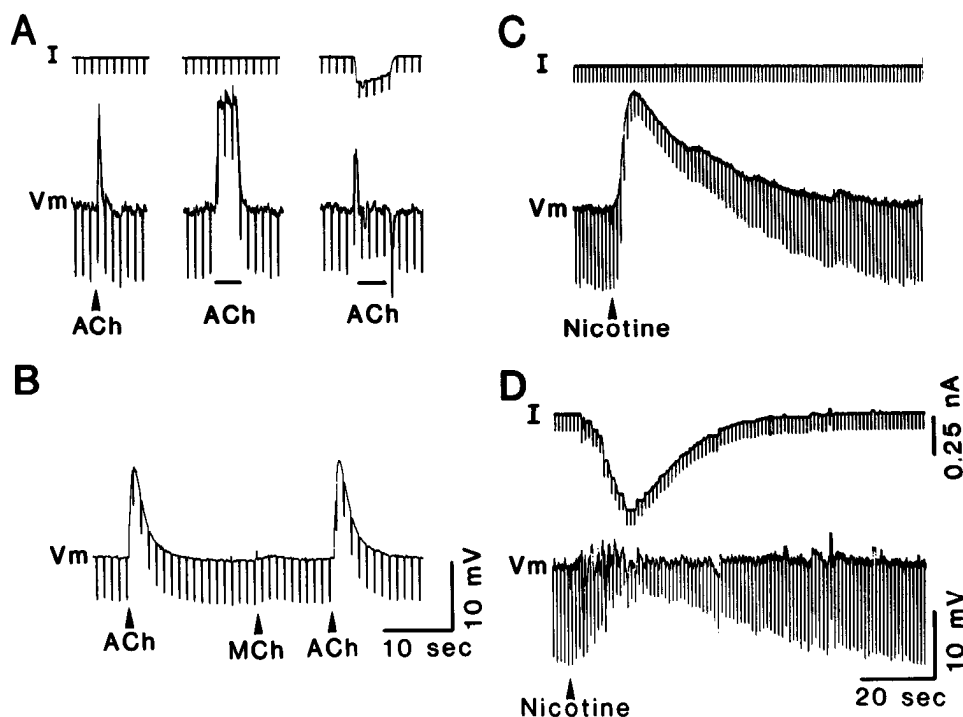 A
I
Vm
ACh
ACh
ACh
B
Vm
ACh
MCh
ACh
10 mV
10 sec
C
I
Vm
Nicotine
D
I
0.25 nA
Vm
Nicotine
10 mV
20 sec